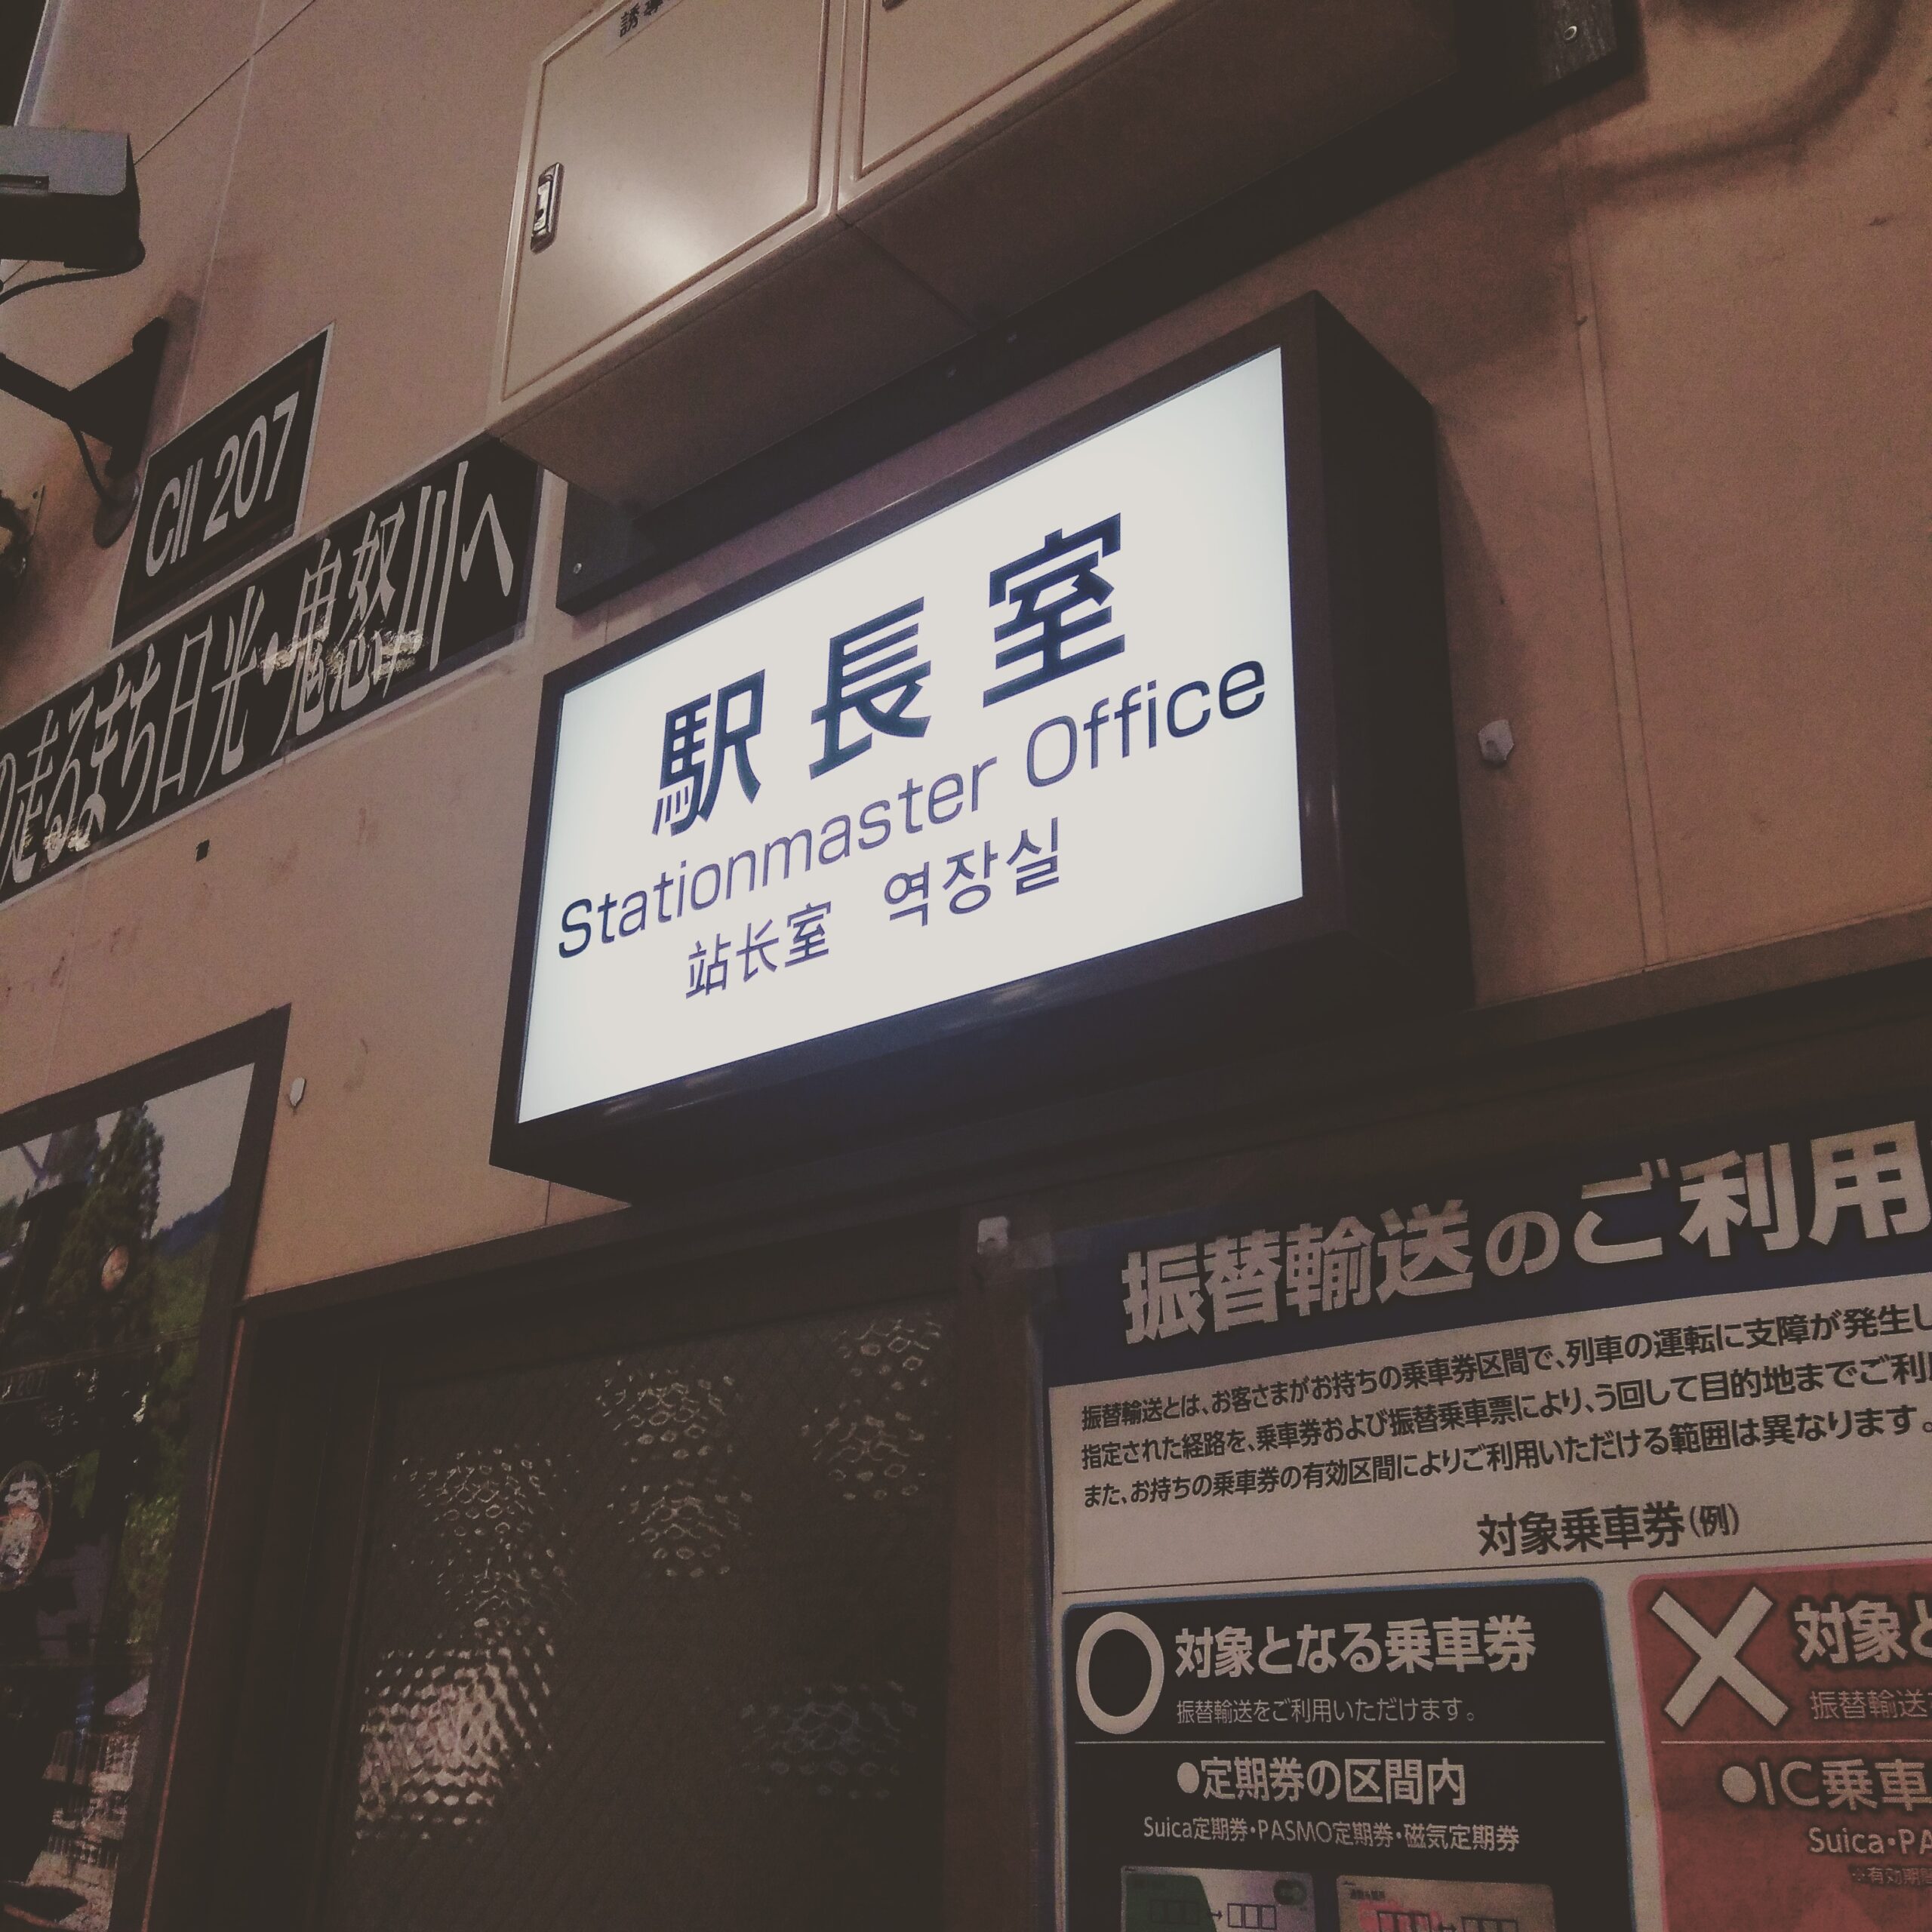 誘導
CII 207
の走るまち日光・鬼怒川へ
駅長室
Stationmaster Office
站长室 역장실
振替輸送のご利用
振替輸送とは、お客さまがお持ちの乗車券区間で、列車の運転に支障が発生し
指定された経路を、乗車券および振替乗車票により、う回して目的地までご利用
また、お持ちの乗車券の有効区間によりご利用いただける範囲は異なります。
対象乗車券(例)
対象となる乗車券
振替輸送をご利用いただけます。
●定期券の区間内
Suica定期券・PASMO定期券・磁気定期券
対象と
振替輸送
●IC乗車
Suica・PA
※有効期間